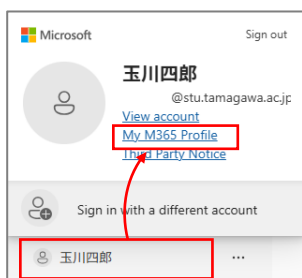 Microsoft
Sign out
玉川四郎
@stu.tamagawa.ac.jp
View account
My M365 Profile
Third Party Notice
Sign in with a different account
玉川四郎
...